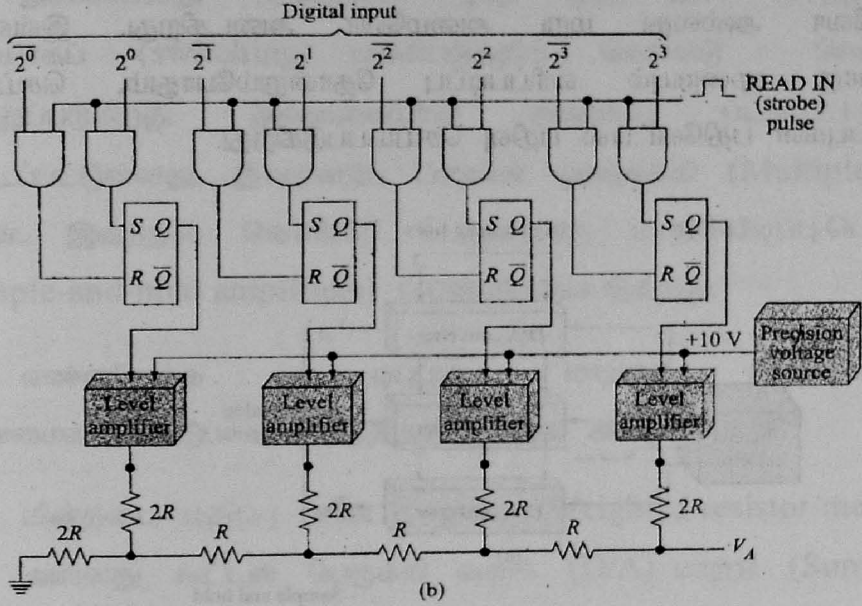 Digital input
2⁰ 2⁰ 2¹ 2¹ 2² 2² 2³ 2³
READ IN
(strobe)
pulse
S Q S Q S Q S Q
R Q̅ R Q̅ R Q̅ R Q̅
+10 V
Precision
voltage
source
Level
amplifier
Level
amplifier
Level
amplifier
Level
amplifier
2R 2R 2R 2R
2R R R R V_A
(b)